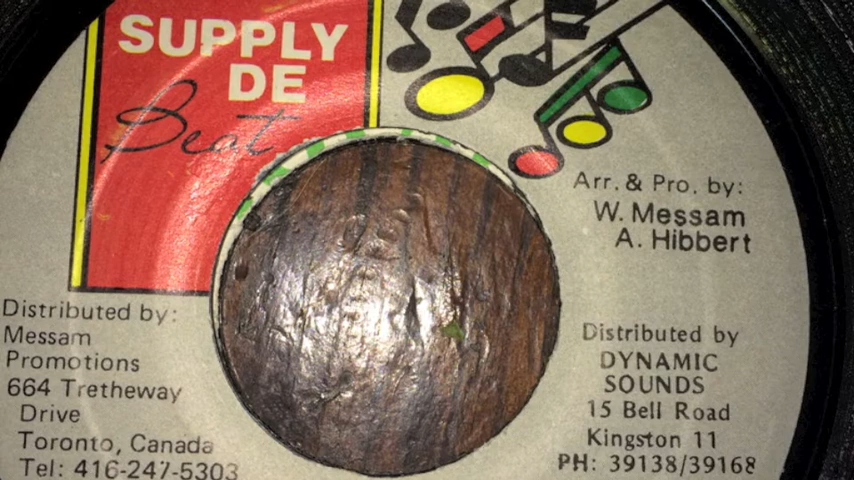 SUPPLY
DE
Beat
Arr. & Pro. by:
W. Messam
A. Hibbert
Distributed by:
Messam
Promotions
664 Tretheway
Drive
Toronto, Canada
Tel: 416-247-5303
Distributed by
DYNAMIC
SOUNDS
15 Bell Road
Kingston 11
PH: 39138/39168